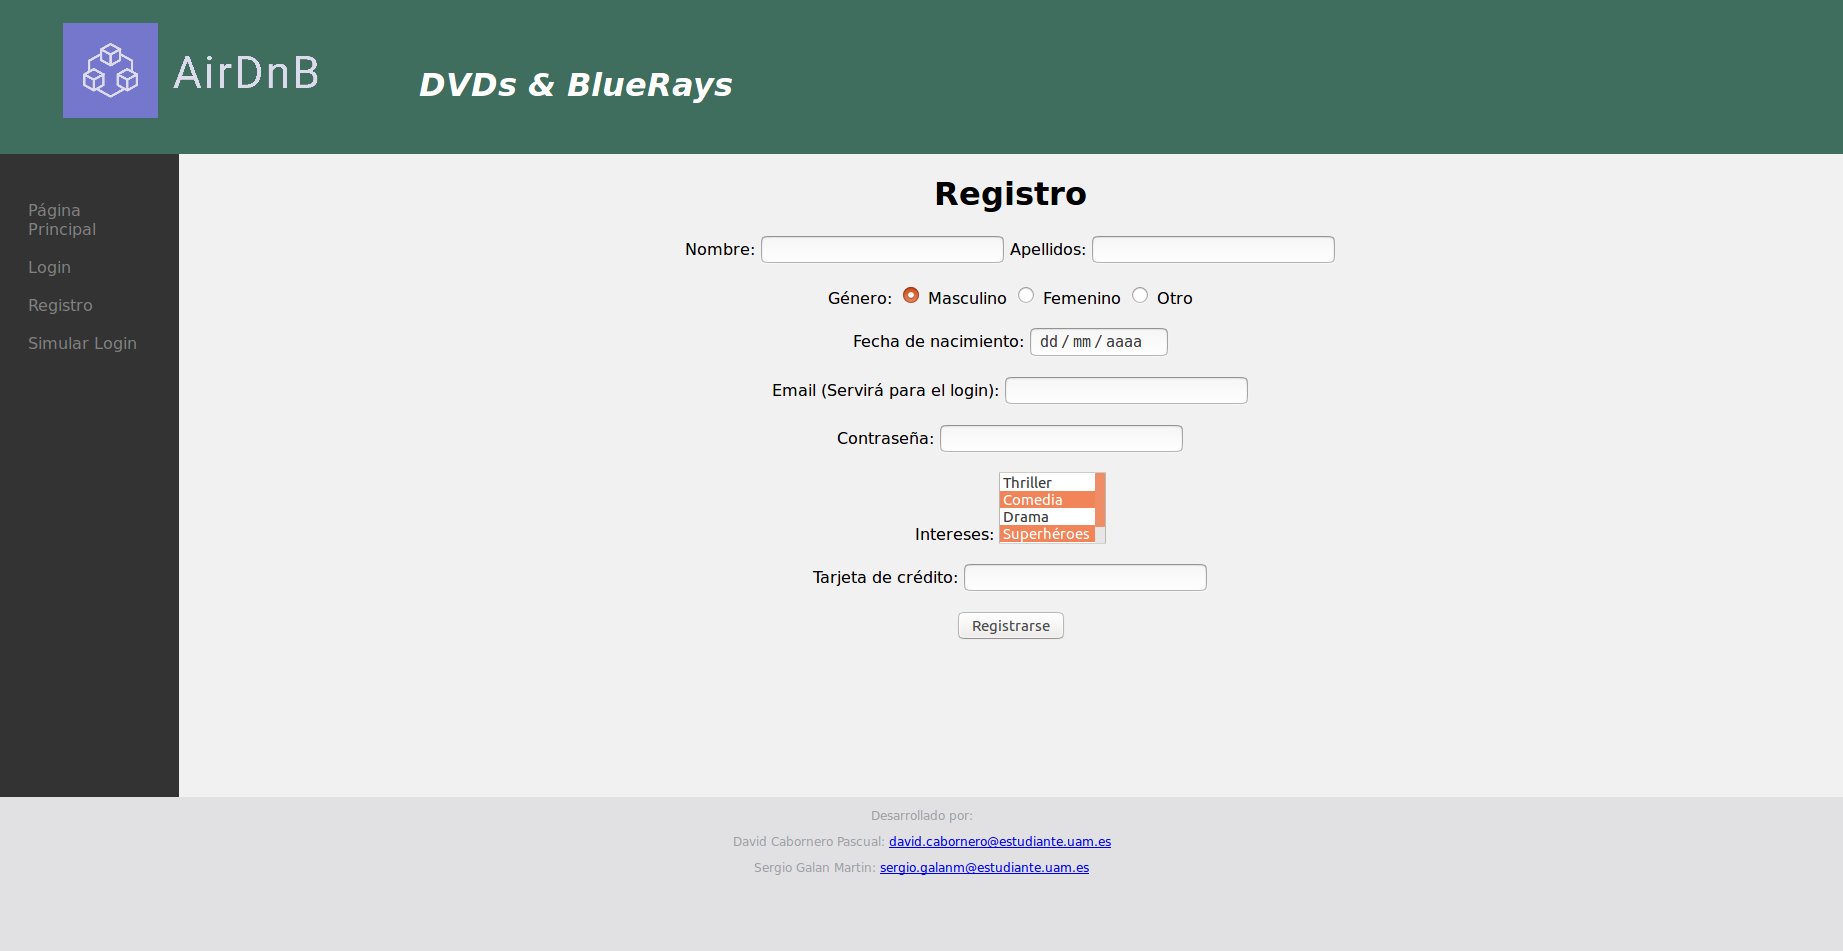 AirDnB
DVDs & BlueRays
Página
Principal
Login
Registro
Simular Login
Registro
Nombre: Apellidos:
Género: Masculino Femenino Otro
Fecha de nacimiento: dd / mm / aaaa
Email (Servirá para el login):
Contraseña:
Thriller
Comedia
Drama
Intereses: Superhéroes
Tarjeta de crédito:
Registrarse
Desarrollado por:
David Cabornero Pascual: david.cabornero@estudiante.uam.es
Sergio Galan Martin: sergio.galanm@estudiante.uam.es